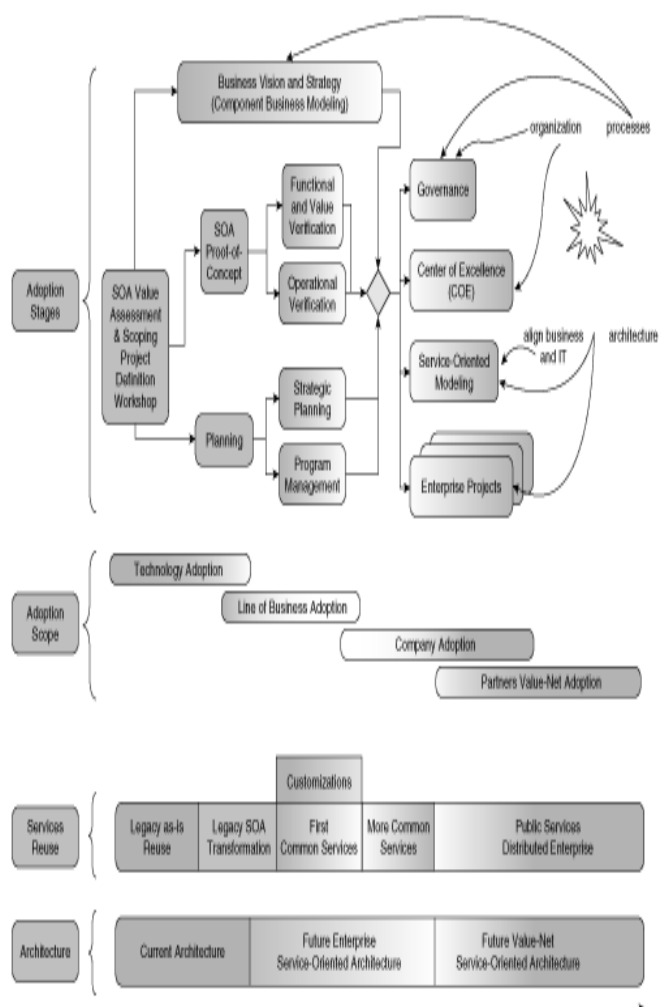 Business Vision and Strategy
(Component Business Modeling)
organization
processes
Functional
and Value
Verification
Governance
SOA
Proof-of-
Concept
Adoption
Stages
SOA Value
Assessment
& Scoping
Project
Definition
Workshop
Operational
Verification
Center of Excellence
(COE)
align business
and IT
architecture
Service-Oriented
Modeling
Strategic
Planning
Planning
Program
Management
Enterprise Projects
Technology Adoption
Adoption
Scope
Line of Business Adoption
Company Adoption
Partners Value-Net Adoption
Customizations
Services
Reuse
Legacy as-is
Reuse
Legacy SOA
Transformation
First
Common Services
More Common
Services
Public Services
Distributed Enterprise
Architecture
Current Architecture
Future Enterprise
Service-Oriented Architecture
Future Value-Net
Service-Oriented Architecture